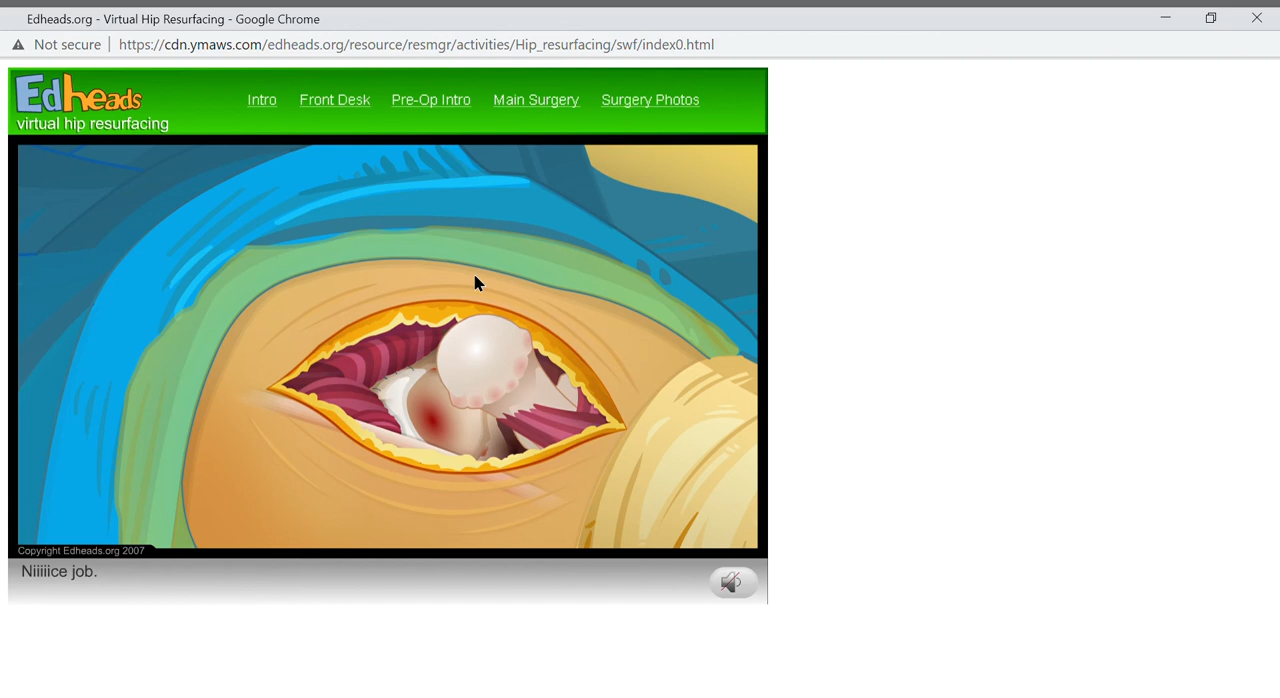 Edheads.org - Virtual Hip Resurfacing - Google Chrome
Not secure | https://cdn.ymaws.com/edheads.org/resource/resmgr/activities/Hip_resurfacing/swf/index0.html
Edheads
virtual hip resurfacing
Intro Front Desk Pre-Op Intro Main Surgery Surgery Photos
Copyright Edheads.org 2007
Niiiiice job.